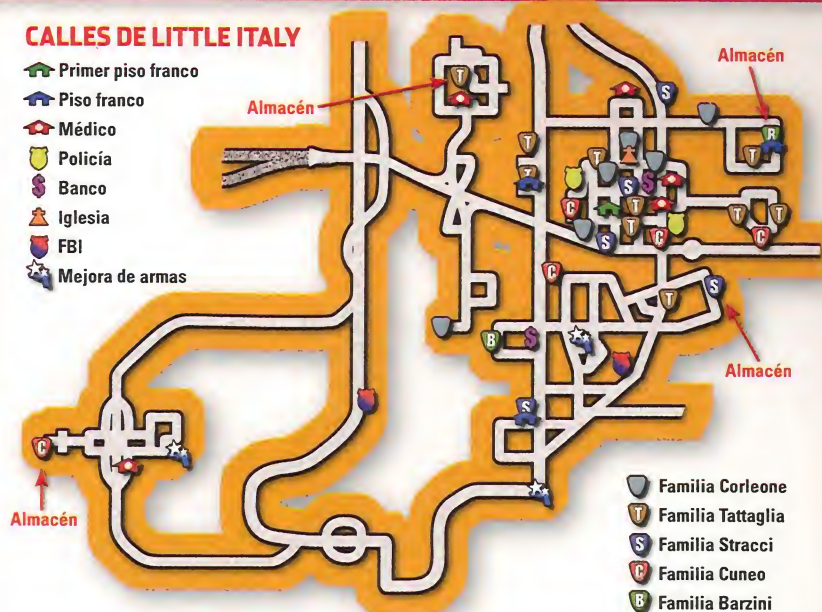 CALLES DE LITTLE ITALY
Primer piso franco
Piso franco
Médico
Policía
Banco
Iglesia
FBI
Mejora de armas
Almacén
Almacén
Almacén
Almacén
Familia Corleone
T Familia Tattaglia
S Familia Stracci
C Familia Cuneo
B Familia Barzini